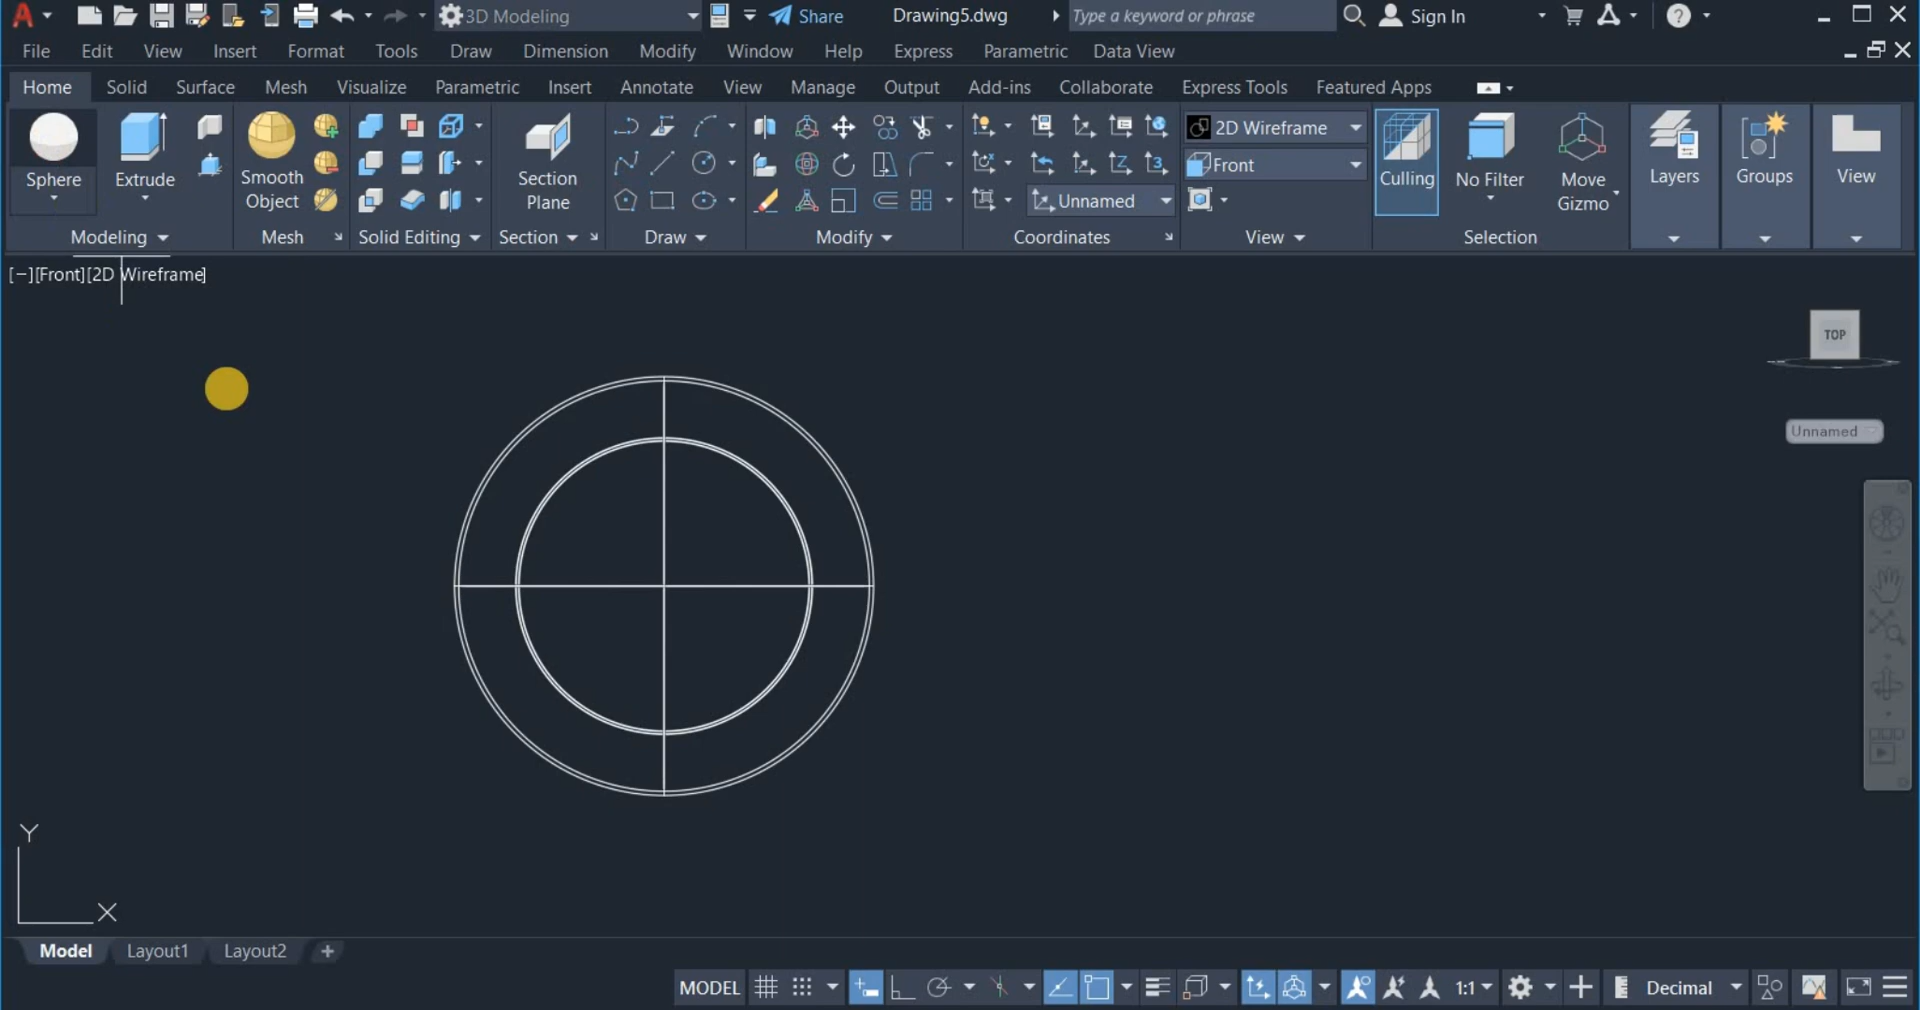 3D Modeling Share Drawing5.dwg Type a keyword or phrase Sign In
File Edit View Insert Format Tools Draw Dimension Modify Window Help Express Parametric Data View
Home Solid Surface Mesh Visualize Parametric Insert Annotate View Manage Output Add-ins Collaborate Express Tools Featured Apps
2D Wireframe
Front
Sphere Extrude Smooth Object Section Plane Culling No Filter Move Gizmo Layers Groups View
Unnamed
Modeling Mesh Solid Editing Section Draw Modify Coordinates View Selection
[−][Front][2D Wireframe]
TOP
Unnamed
Y
X
Model Layout1 Layout2 +
MODEL 1:1 Decimal